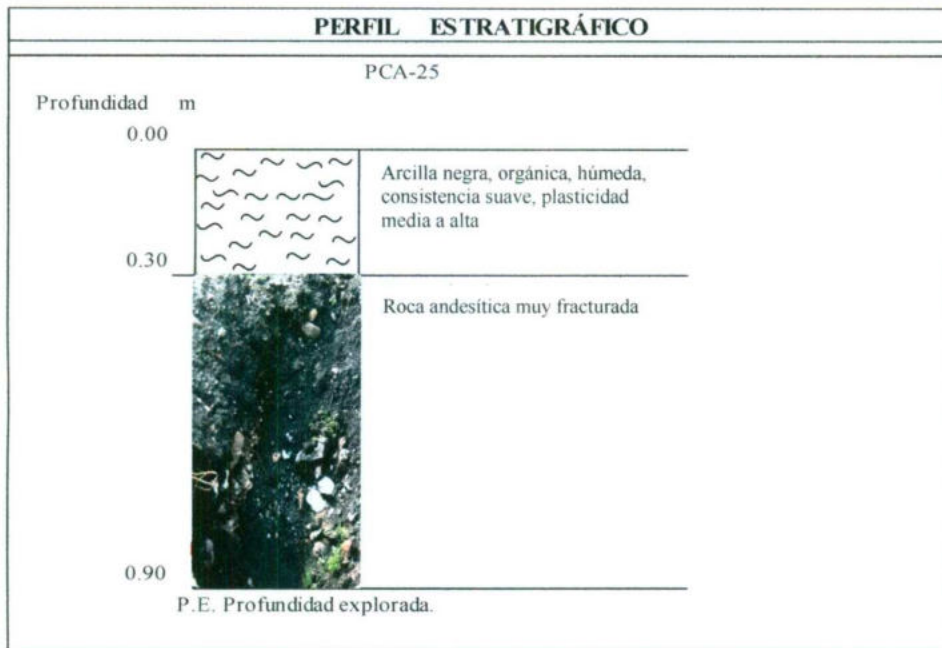 PERFIL ESTRATIGRÁFICO
PCA-25
Profundidad m
0.00
Arcilla negra, orgánica, húmeda,
consistencia suave, plasticidad
media a alta
0.30
Roca andesítica muy fracturada
0.90
P.E. Profundidad explorada.